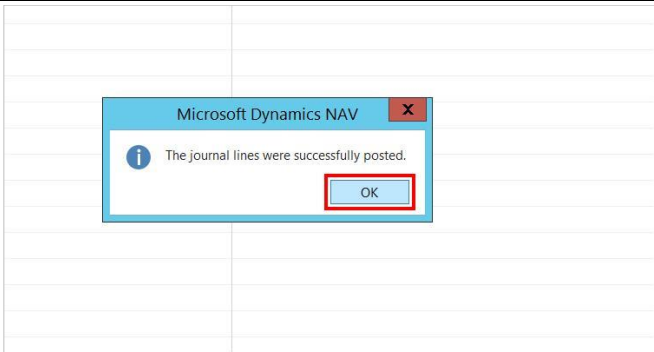 Microsoft Dynamics NAV
X
The journal lines were successfully posted.
OK